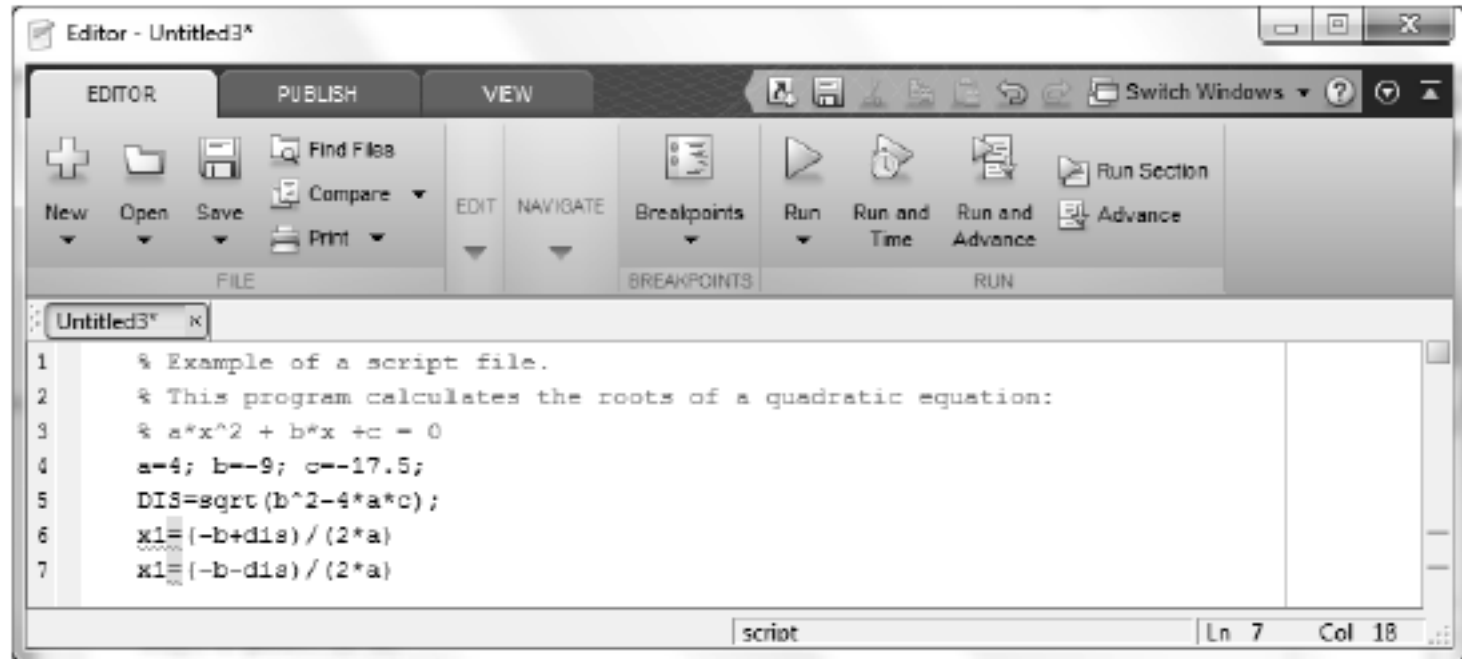 Editor - Untitled3*
EDITOR PUBLISH VIEW Switch Windows ?
Find Files
Compare
Print
New Open Save
EDIT NAVIGATE
Breakpoints
Run Run and Time Run and Advance
Run Section
Advance
FILE BREAKPOINTS RUN
Untitled3* ×
1 % Example of a script file.
2 % This program calculates the roots of a quadratic equation:
3 % a*x^2 + b*x +c = 0
4 a=4; b=-9; c=-17.5;
5 DIS=sqrt(b^2-4*a*c);
6 x1=(-b+dis)/(2*a)
7 x1=(-b-dis)/(2*a)
script Ln 7 Col 18